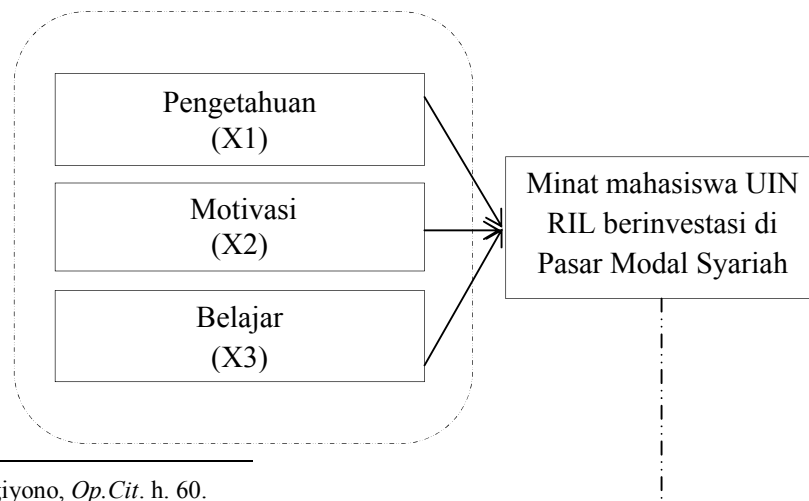 Pengetahuan
(X1)
Motivasi
(X2)
Belajar
(X3)
Minat mahasiswa UIN
RIL berinvestasi di
Pasar Modal Syariah
giyono, Op.Cit. h. 60.